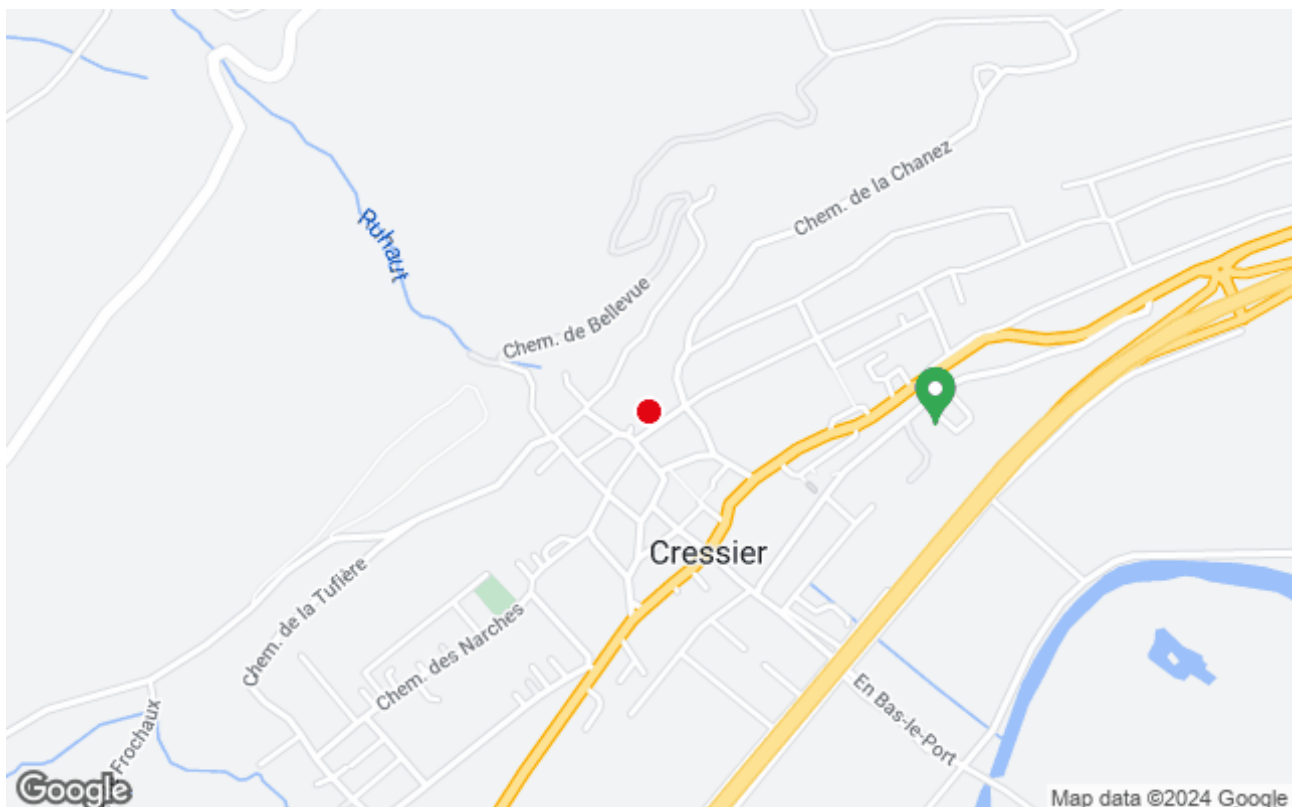 Chem. de la Chanez
Ruhaut
Chem. de Bellevue
Cressier
Chem. de la Tufière
Chem. des Narches
En Bas-le-Port
Frochaux
Google
Map data ©2024 Google